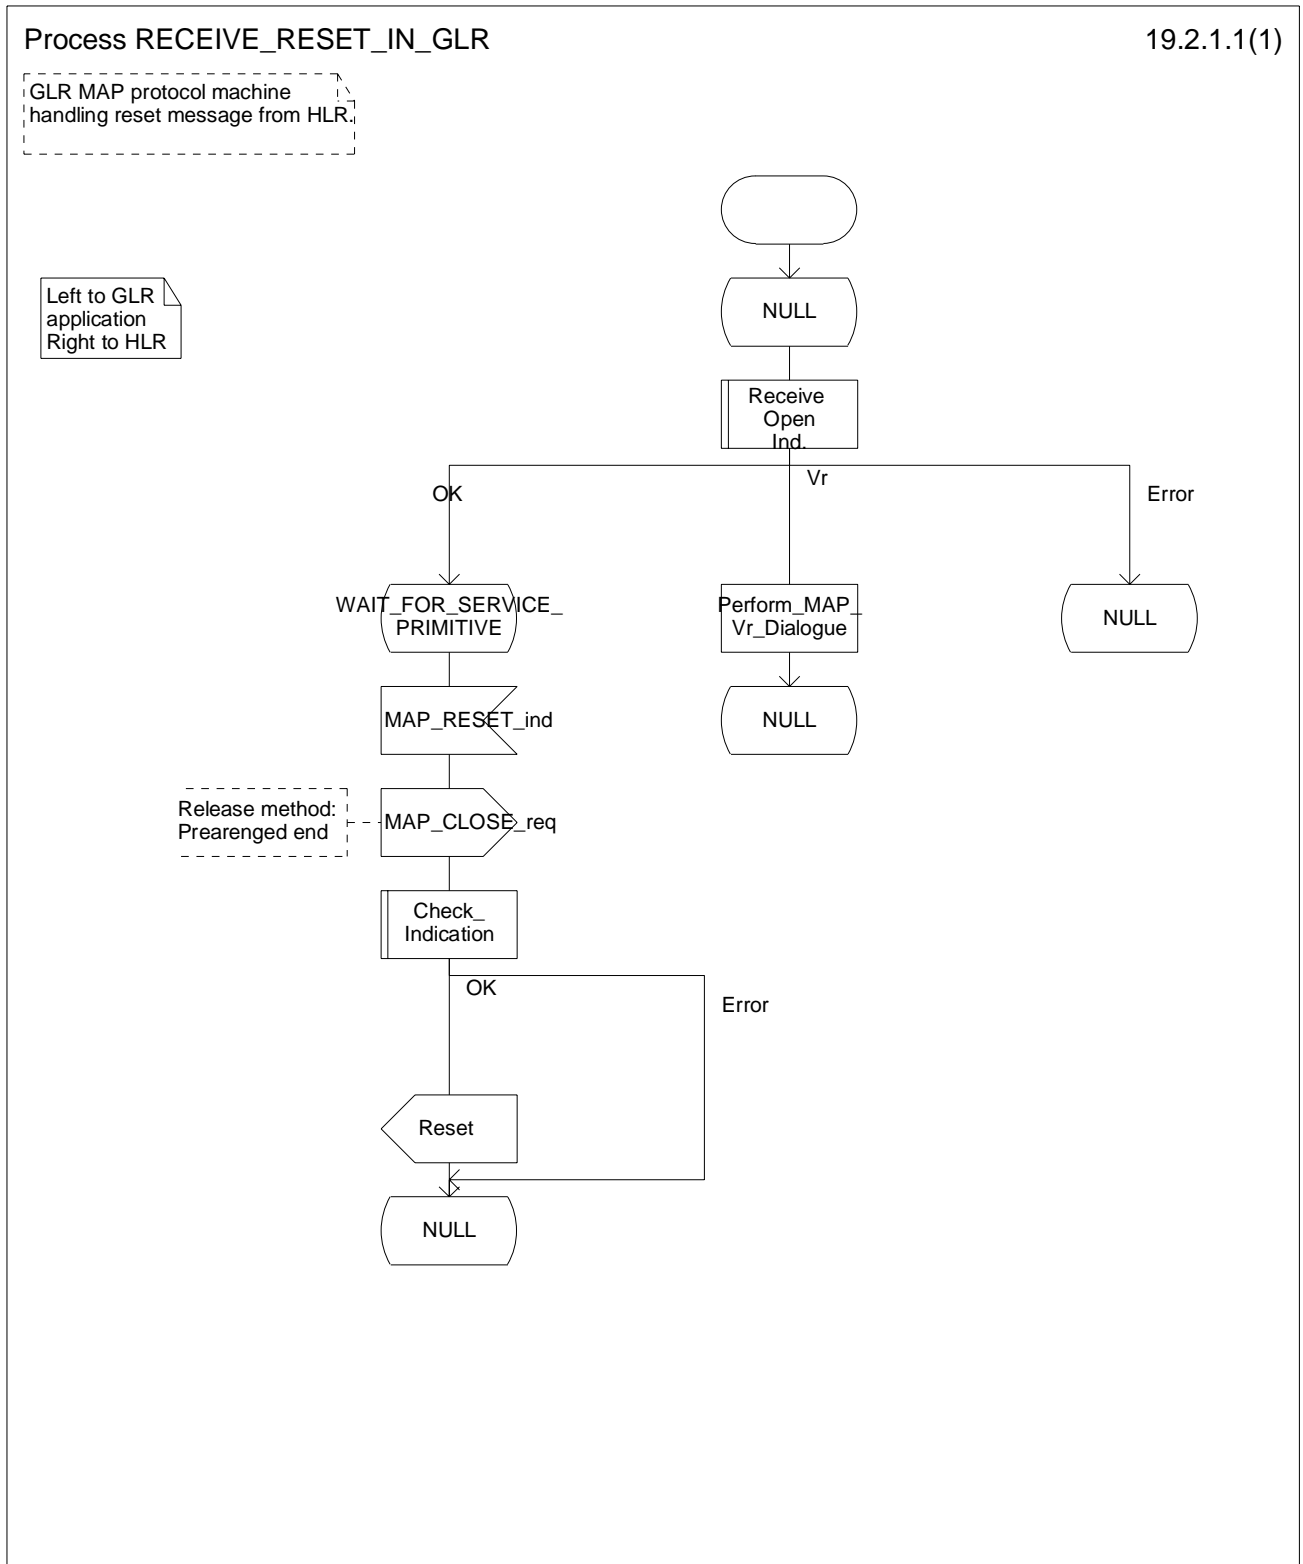 Process RECEIVE_RESET_IN_GLR
19.2.1.1(1)
GLR MAP protocol machine
handling reset message from HLR.
Left to GLR
application
Right to HLR
NULL
Receive
Open
Ind.
OK
Vr
Error
WAIT_FOR_SERVICE_
PRIMITIVE
Perform_MAP_
Vr_Dialogue
NULL
MAP_RESET_ind
NULL
Release method:
Prearenged end
MAP_CLOSE_req
Check_
Indication
OK
Error
Reset
NULL